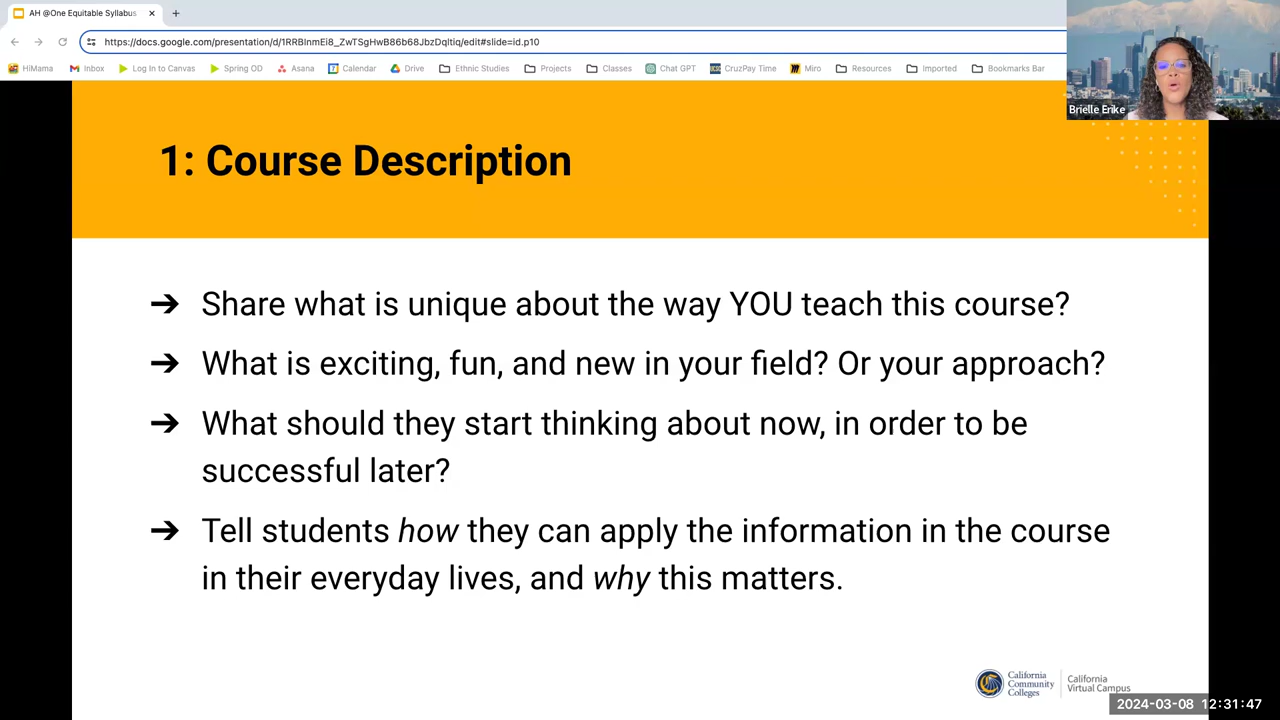 AH @One Equitable Syllabus
https://docs.google.com/presentation/d/1RRBlnmEi8_ZwTSgHwB86b68JbzDqltiq/edit#slide=id.p10
HiMama Inbox Log In to Canvas Spring OD Asana Calendar Drive Ethnic Studies Projects Classes Chat GPT CruzPay Time Miro Resources Imported Bookmarks Bar
Brielle Erike
1: Course Description
➔ Share what is unique about the way YOU teach this course?
➔ What is exciting, fun, and new in your field? Or your approach?
➔ What should they start thinking about now, in order to be
successful later?
➔ Tell students how they can apply the information in the course
in their everyday lives, and why this matters.
California
Community
Colleges
California
Virtual Campus
2024-03-08 12:31:47